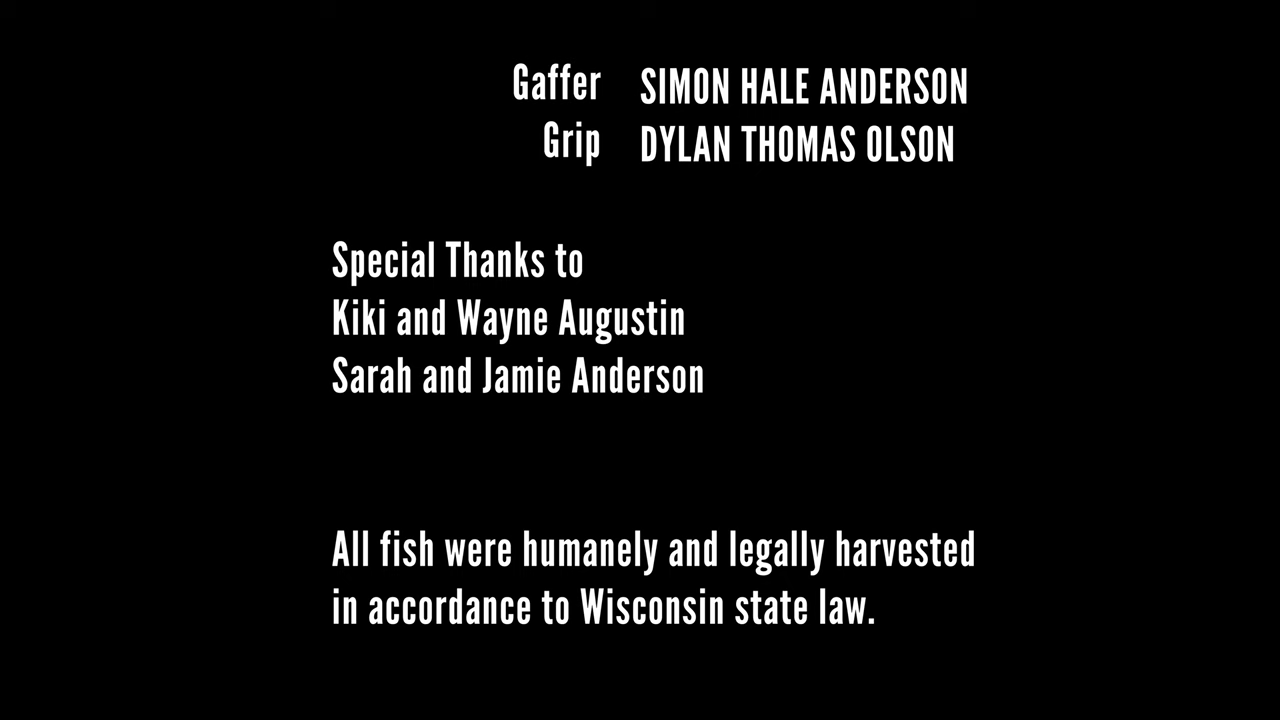 Gaffer SIMON HALE ANDERSON
Grip DYLAN THOMAS OLSON
Special Thanks to
Kiki and Wayne Augustin
Sarah and Jamie Anderson
All fish were humanely and legally harvested
in accordance to Wisconsin state law.